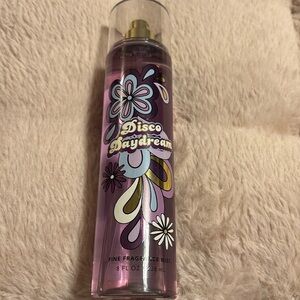 Disco
Daydream
FINE FRAGRANCE MIST
8 FL OZ